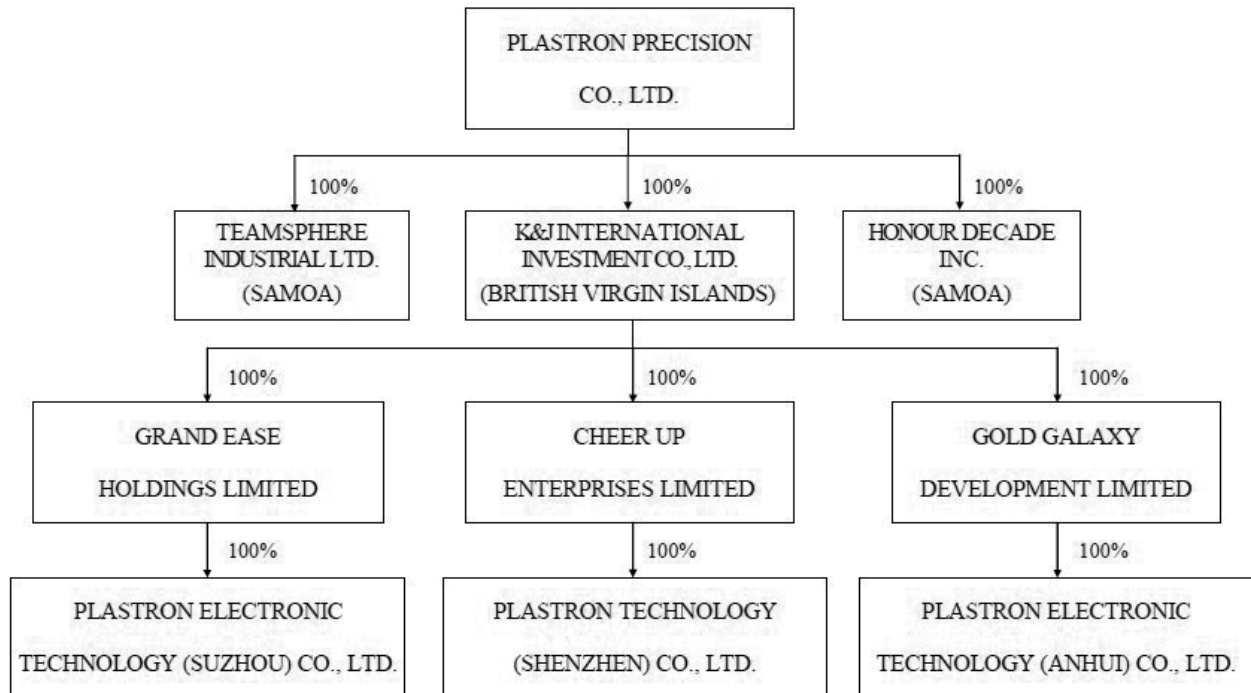 PLASTRON PRECISION
CO., LTD.
100%
100%
100%
TEAMSPHERE
INDUSTRIAL LTD.
(SAMOA)
K&J INTERNATIONAL
INVESTMENT CO., LTD.
(BRITISH VIRGIN ISLANDS)
HONOUR DECADE
INC.
(SAMOA)
100%
100%
100%
GRAND EASE
HOLDINGS LIMITED
CHEER UP
ENTERPRISES LIMITED
GOLD GALAXY
DEVELOPMENT LIMITED
100%
100%
100%
PLASTRON ELECTRONIC
TECHNOLOGY (SUZHOU) CO., LTD.
PLASTRON TECHNOLOGY
(SHENZHEN) CO., LTD.
PLASTRON ELECTRONIC
TECHNOLOGY (ANHUI) CO., LTD.